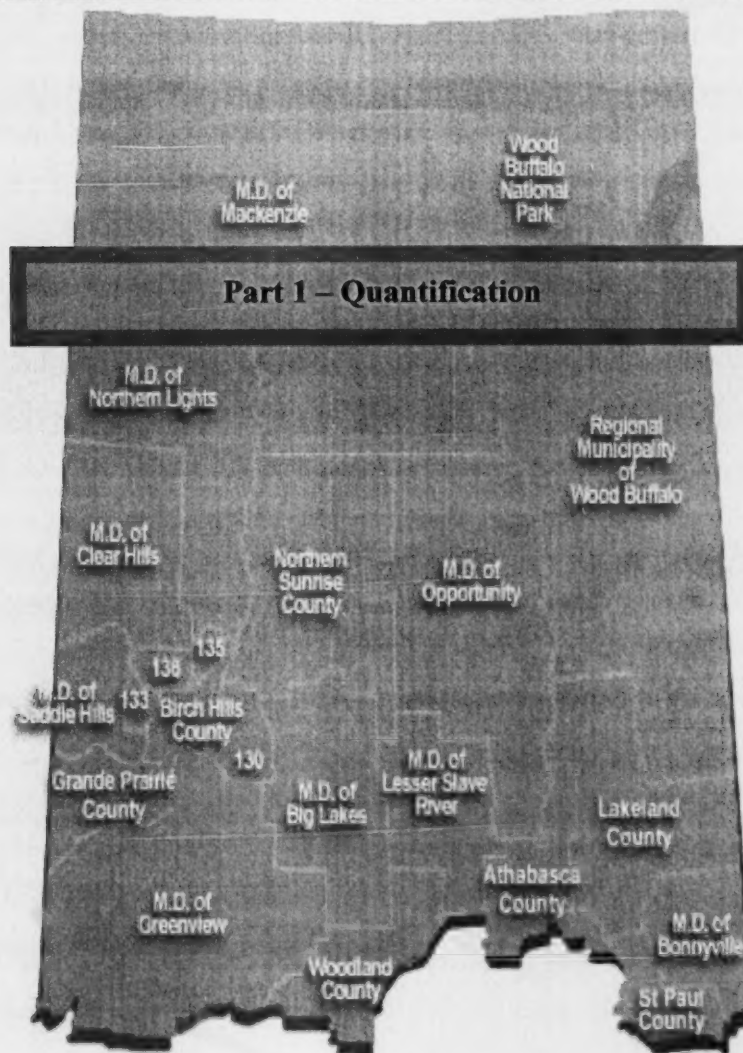 Wood
Buffalo
National
Park
M.D. of
Mackenzie
Part 1 – Quantification
M.D. of
Northern Lights
Regional
Municipality
of
Wood Buffalo
M.D. of
Clear Hills
Northern
Sunrise
County
M.D. of
Opportunity
135
138
M.D. of
Saddle Hills
133
Birch Hills
County
130
Grande Prairie
County
M.D. of
Big Lakes
M.D. of
Lesser Slave
River
Lakeland
County
Athabasca
County
M.D. of
Greenview
M.D. of
Bonnyville
Woodland
County
St Paul
County